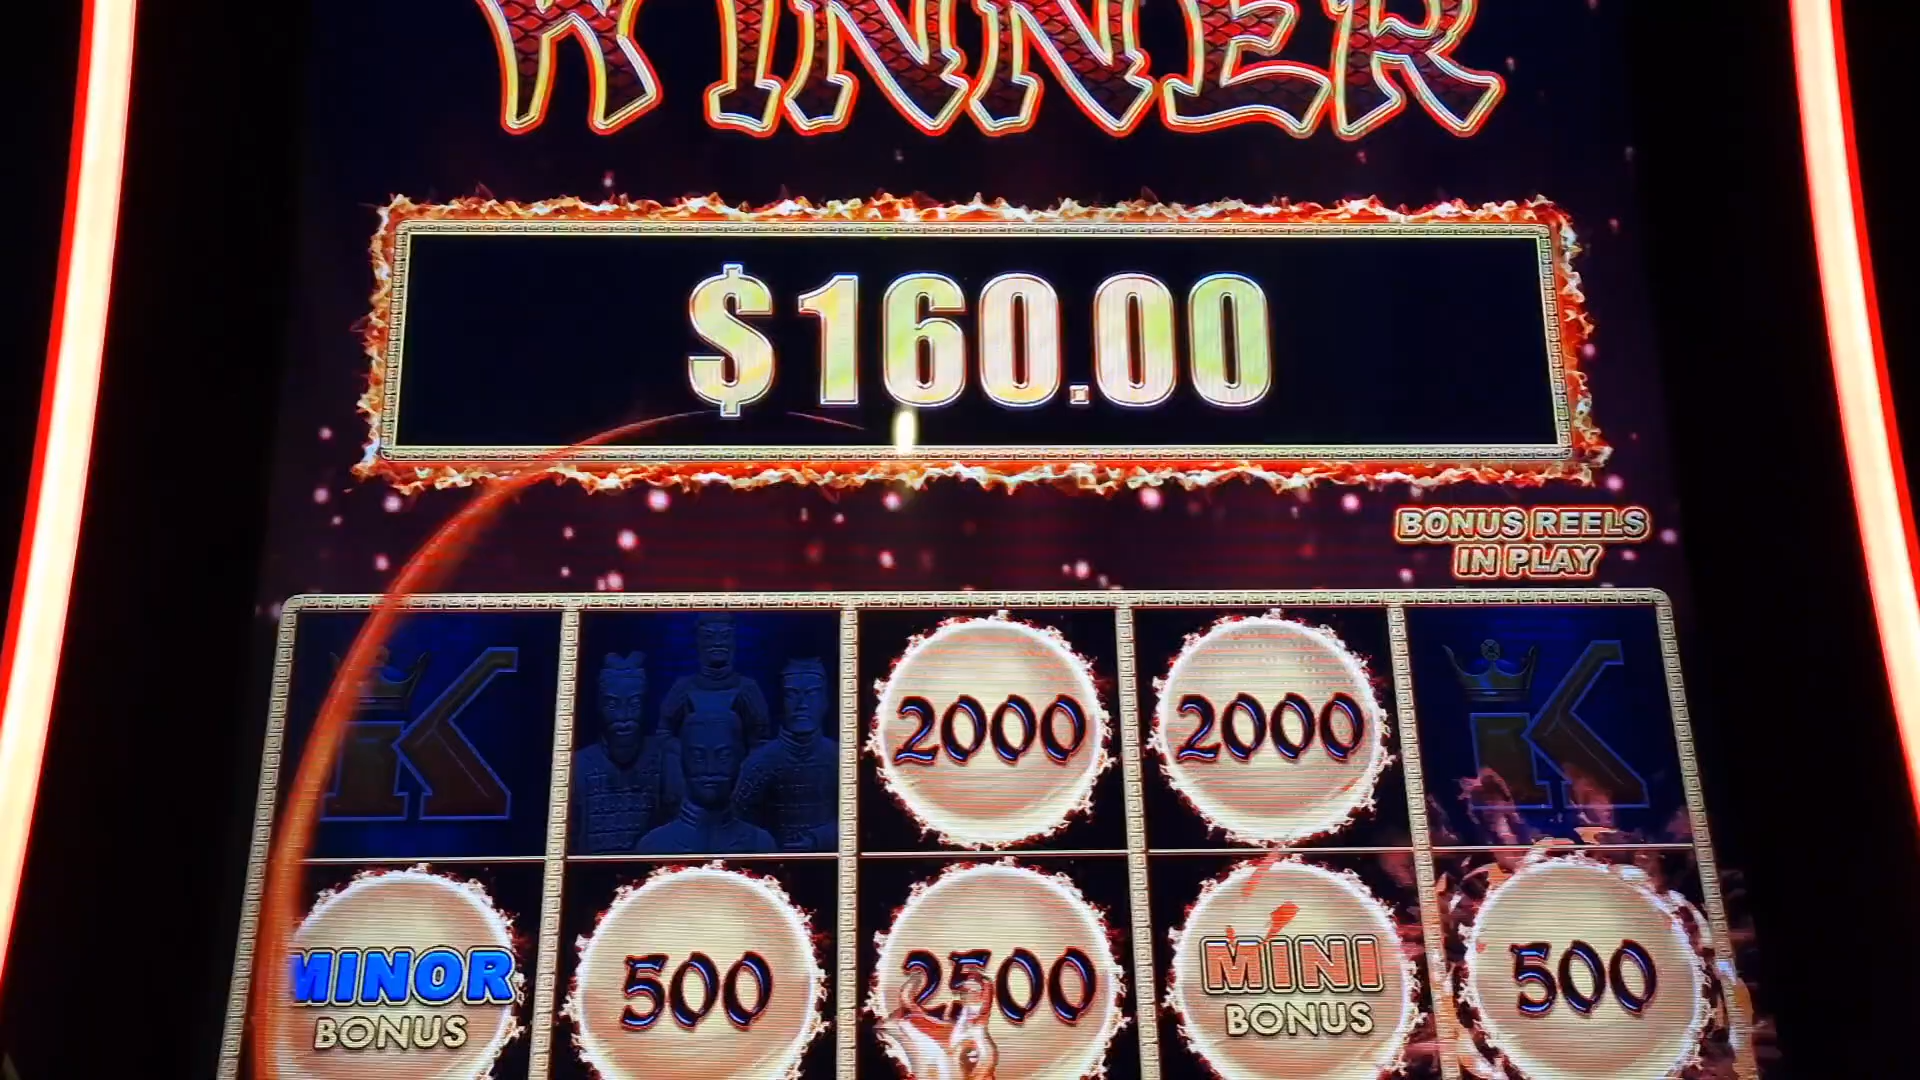 WINNER
$160.00
BONUS REELS
IN PLAY
K
2000
2000
K
MINOR
BONUS
500
2500
MINI
BONUS
500